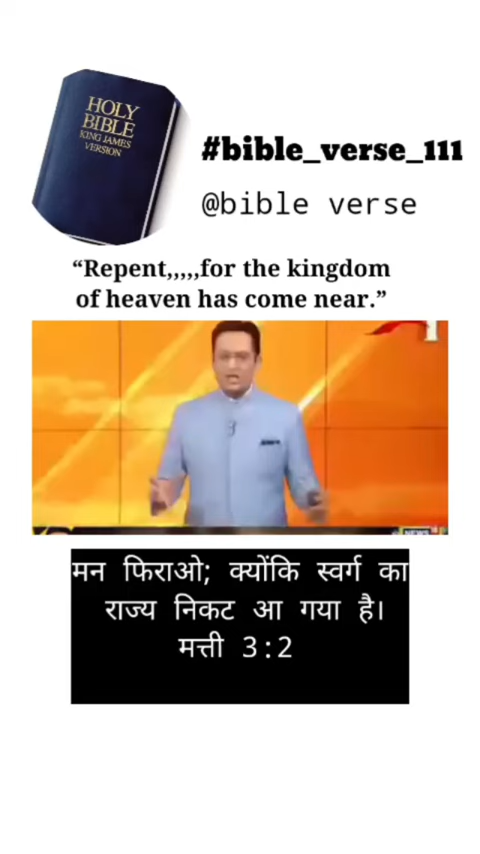 HOLY
BIBLE
KING JAMES
VERSION
#bible_verse_111
@bible verse
“Repent,,,,,for the kingdom
of heaven has come near.”
NEWS
मन फिराओ; क्योंकि स्वर्ग का
राज्य निकट आ गया है।
मत्ती 3:2